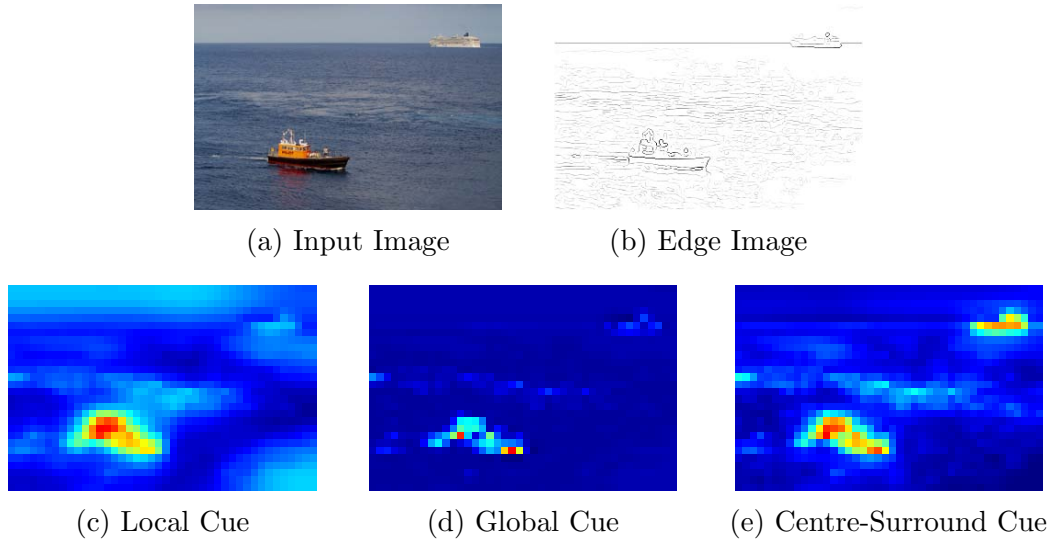 (a) Input Image
(b) Edge Image
(c) Local Cue
(d) Global Cue
(e) Centre-Surround Cue